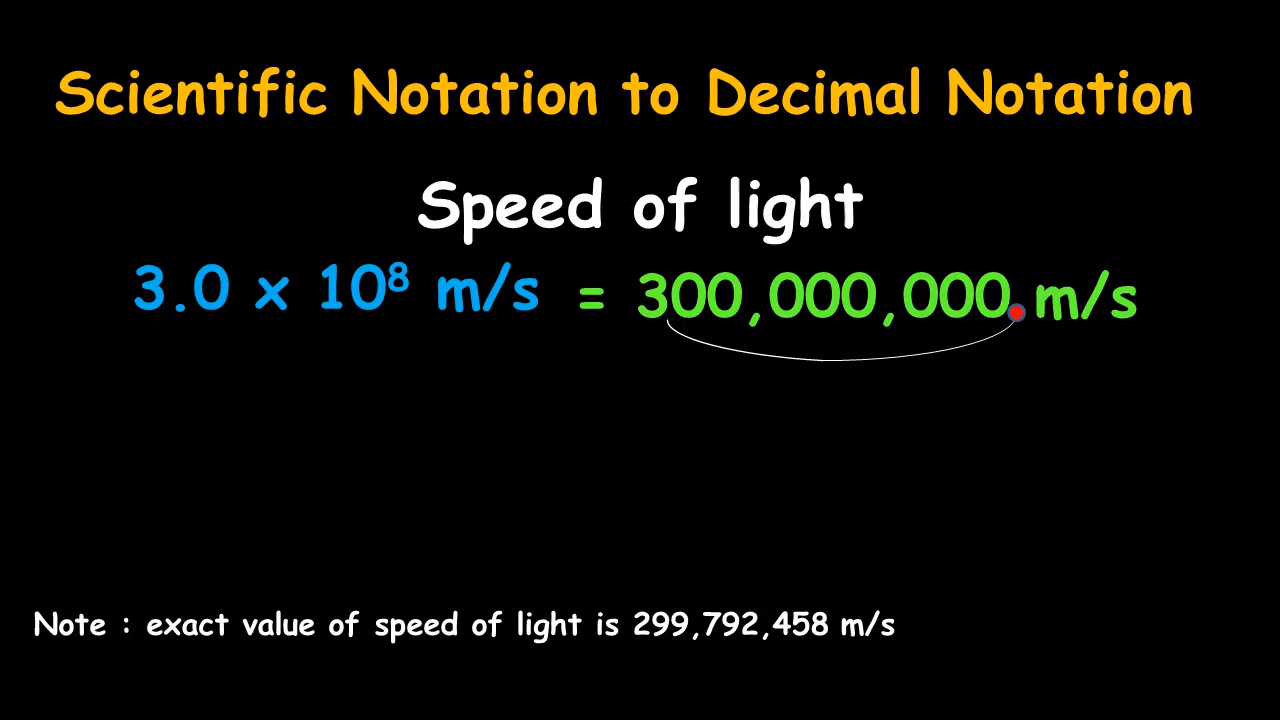 Scientific Notation to Decimal Notation
Speed of light
3.0 x 10⁸ m/s = 300,000,000. m/s
Note : exact value of speed of light is 299,792,458 m/s